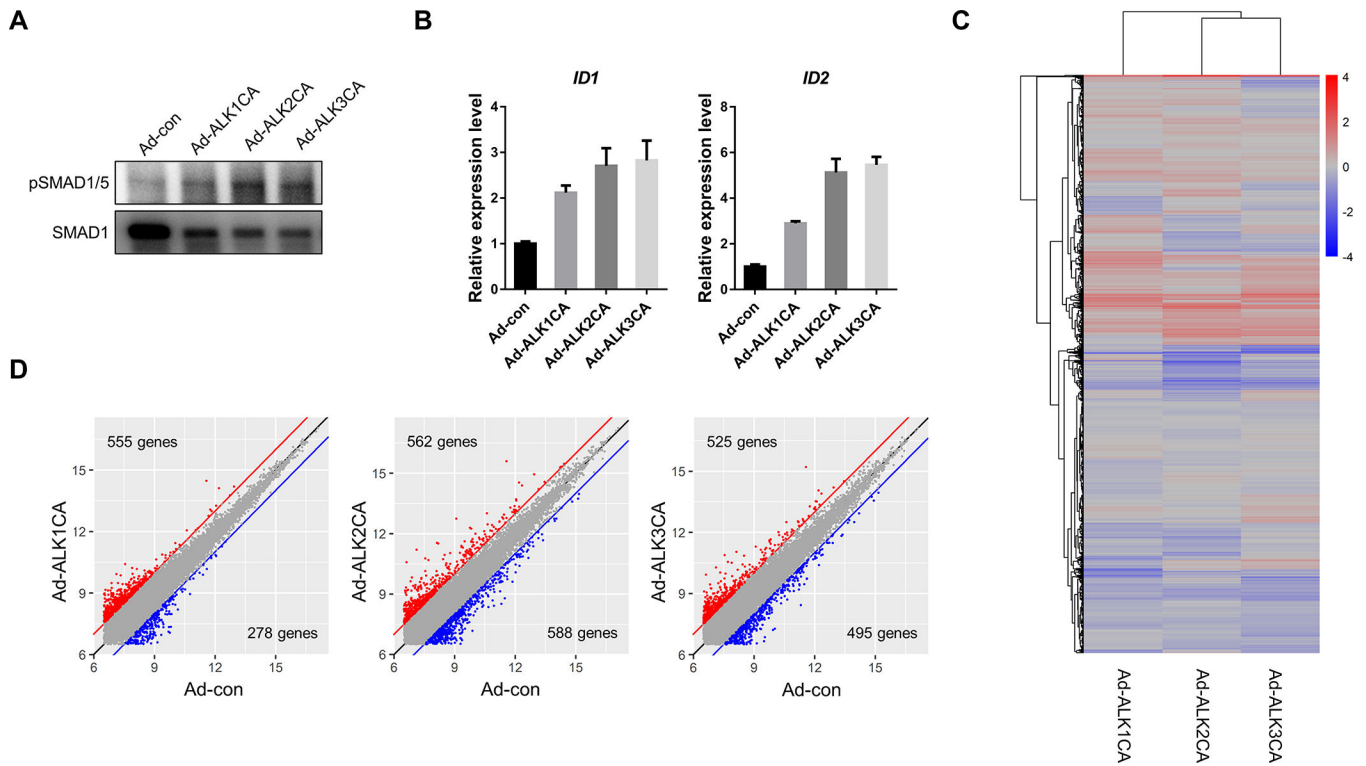 A
Ad-con
Ad-ALK1CA
Ad-ALK2CA
Ad-ALK3CA
pSMAD1/5
SMAD1
B
ID1
Relative expression level
4
3
2
1
0
Ad-con
Ad-ALK1CA
Ad-ALK2CA
Ad-ALK3CA
ID2
Relative expression level
8
6
4
2
0
Ad-con
Ad-ALK1CA
Ad-ALK2CA
Ad-ALK3CA
C
4
2
0
-2
-4
Ad-ALK1CA
Ad-ALK2CA
Ad-ALK3CA
D
555 genes
278 genes
Ad-ALK1CA
15
12
9
6
6 9 12 15
Ad-con
562 genes
588 genes
Ad-ALK2CA
15
12
9
6
6 9 12 15
Ad-con
525 genes
495 genes
Ad-ALK3CA
15
12
9
6
6 9 12 15
Ad-con